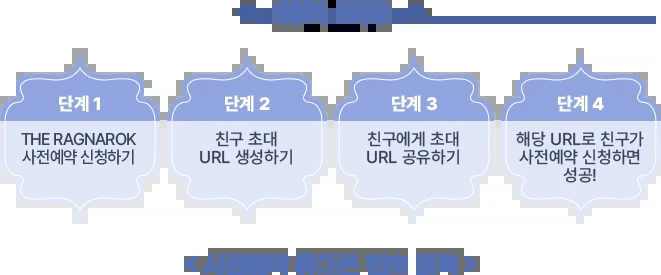 단계 1
THE RAGNAROK
사전예약 신청하기
단계 2
친구 초대
URL 생성하기
단계 3
친구에게 초대
URL 공유하기
단계 4
해당 URL로 친구가
사전예약 신청하면
성공!